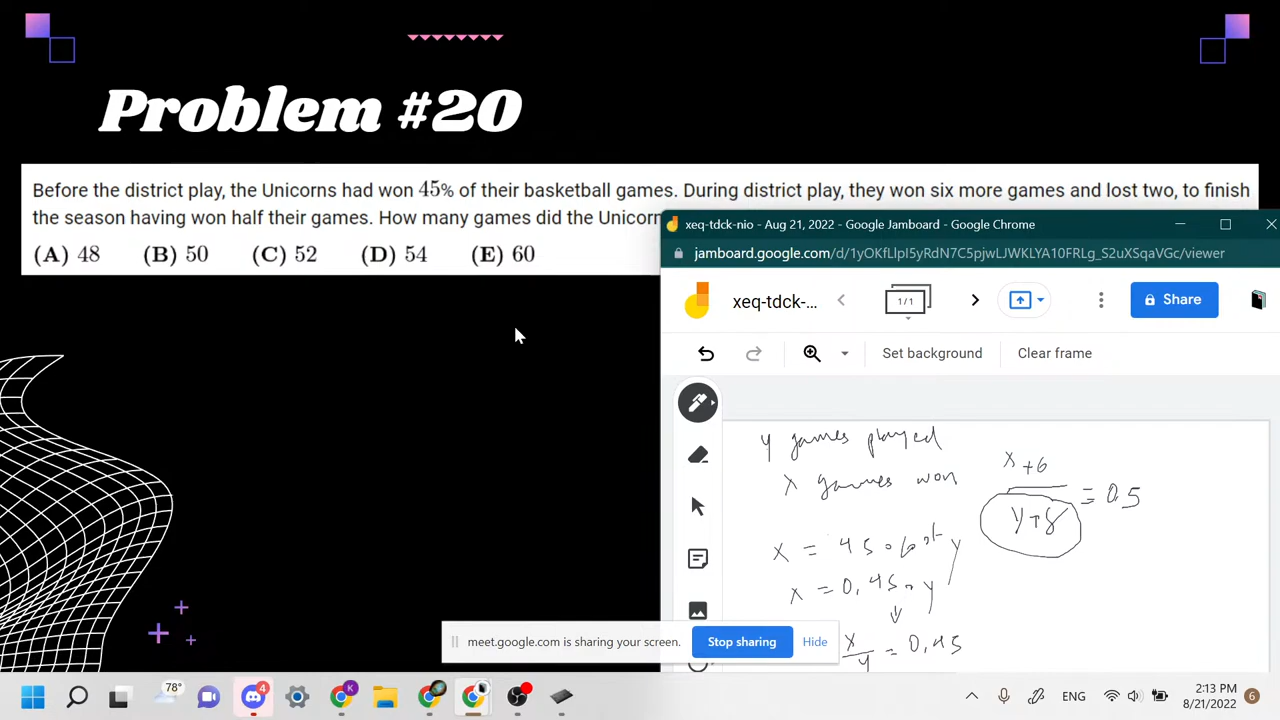 Problem #20
Before the district play, the Unicorns had won 45% of their basketball games. During district play, they won six more games and lost two, to finish
the season having won half their games. How many games did the Unicorn
(A) 48 (B) 50 (C) 52 (D) 54 (E) 60
xeq-tdck-nio - Aug 21, 2022 - Google Jamboard - Google Chrome
jamboard.google.com/d/1yOKfLlpI5yRdN7C5pjwLJWKLYA10FRLg_S2uXSqaVGc/viewer
xeq-tdck-...
1/1
Share
Set background
Clear frame
y games played
x games won
x+6
y+8
= 0.5
x = 45% of y
x = 0.45 · y
x
y
= 0.45
meet.google.com is sharing your screen.
Stop sharing
Hide
78°
4
K
ENG
2:13 PM
8/21/2022
6